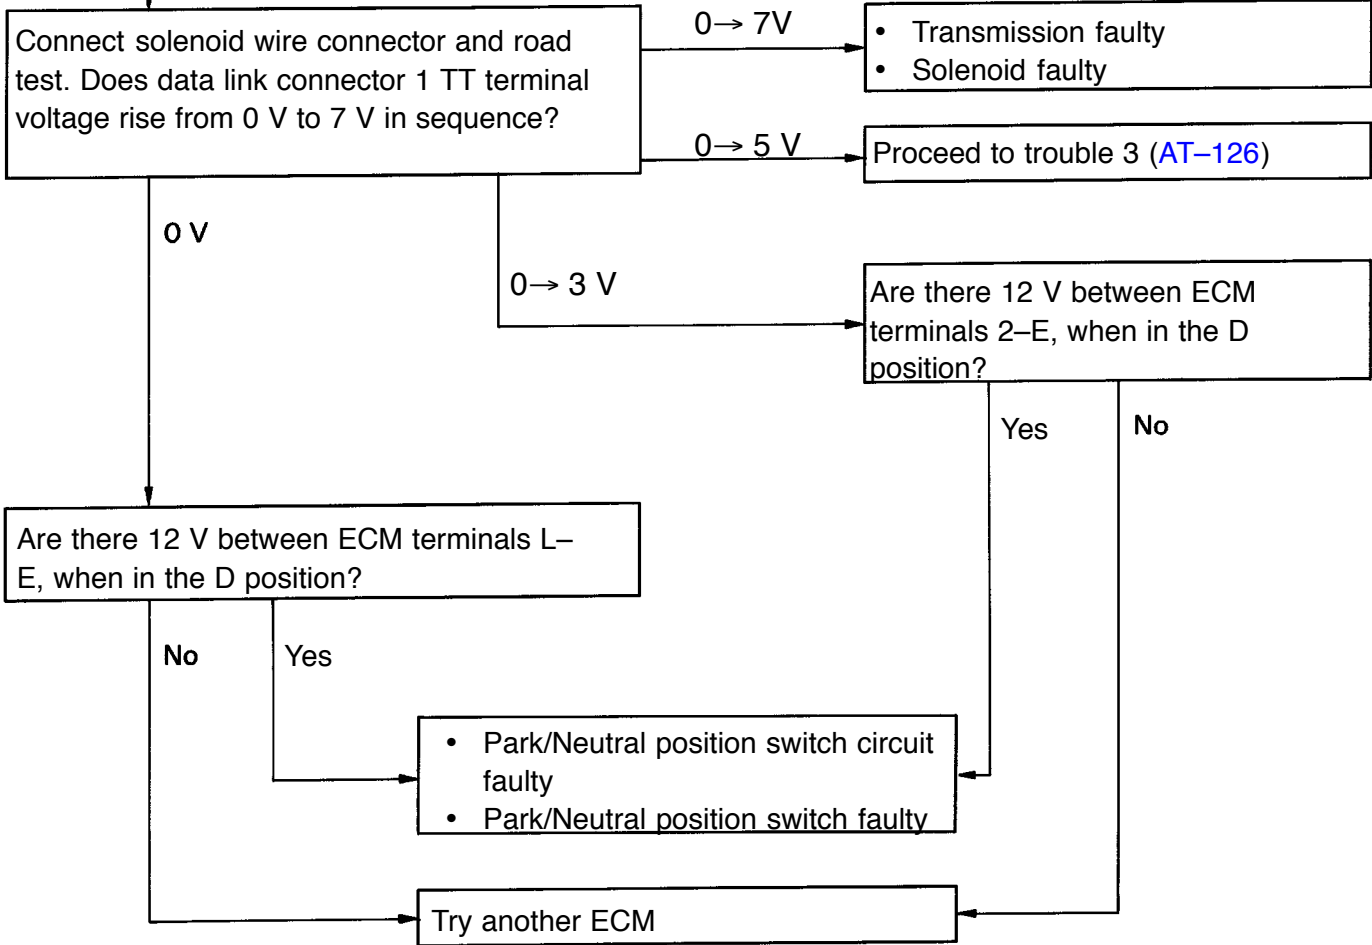 Connect solenoid wire connector and road
test. Does data link connector 1 TT terminal
voltage rise from 0 V to 7 V in sequence?
0→ 7V
• Transmission faulty
• Solenoid faulty
0→ 5 V
Proceed to trouble 3 (AT–126)
0 V
0→ 3 V
Are there 12 V between ECM
terminals 2–E, when in the D
position?
Yes
No
Are there 12 V between ECM terminals L–
E, when in the D position?
No
Yes
• Park/Neutral position switch circuit
faulty
• Park/Neutral position switch faulty
Try another ECM